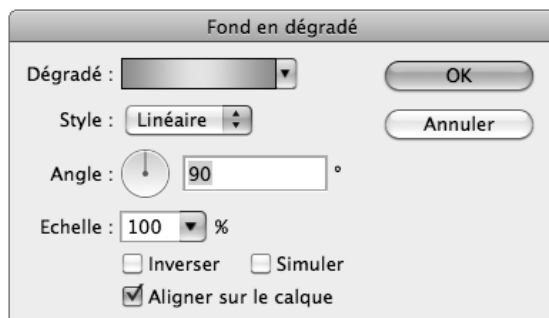 Fond en dégradé
Dégradé :
OK
Style : Linéaire
Annuler
Angle : 90 °
Echelle : 100 %
Inverser Simuler
Aligner sur le calque